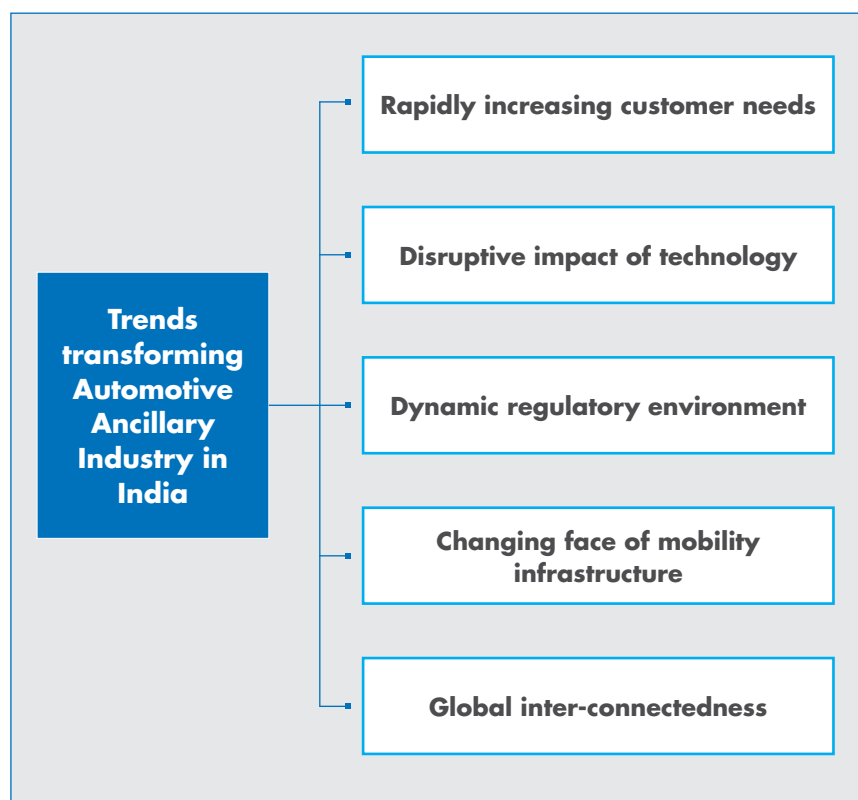 Trends
transforming
Automotive
Ancillary
Industry in
India
Rapidly increasing customer needs
Disruptive impact of technology
Dynamic regulatory environment
Changing face of mobility
infrastructure
Global inter-connectedness